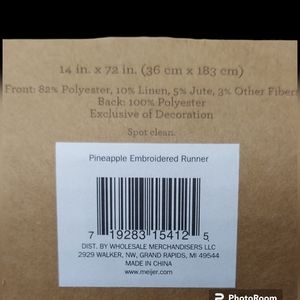 14 in. x 72 in. (36 cm x 183 cm)
Front: 82% Polyester, 10% Linen, 5% Jute, 3% Other Fiber
Back: 100% Polyester
Exclusive of Decoration
Spot clean.
Pineapple Embroidered Runner
7 19283 15412 5
DIST. BY WHOLESALE MERCHANDISERS LLC
2929 WALKER, NW, GRAND RAPIDS, MI 49544
MADE IN CHINA
www.meijer.com
PhotoRoom